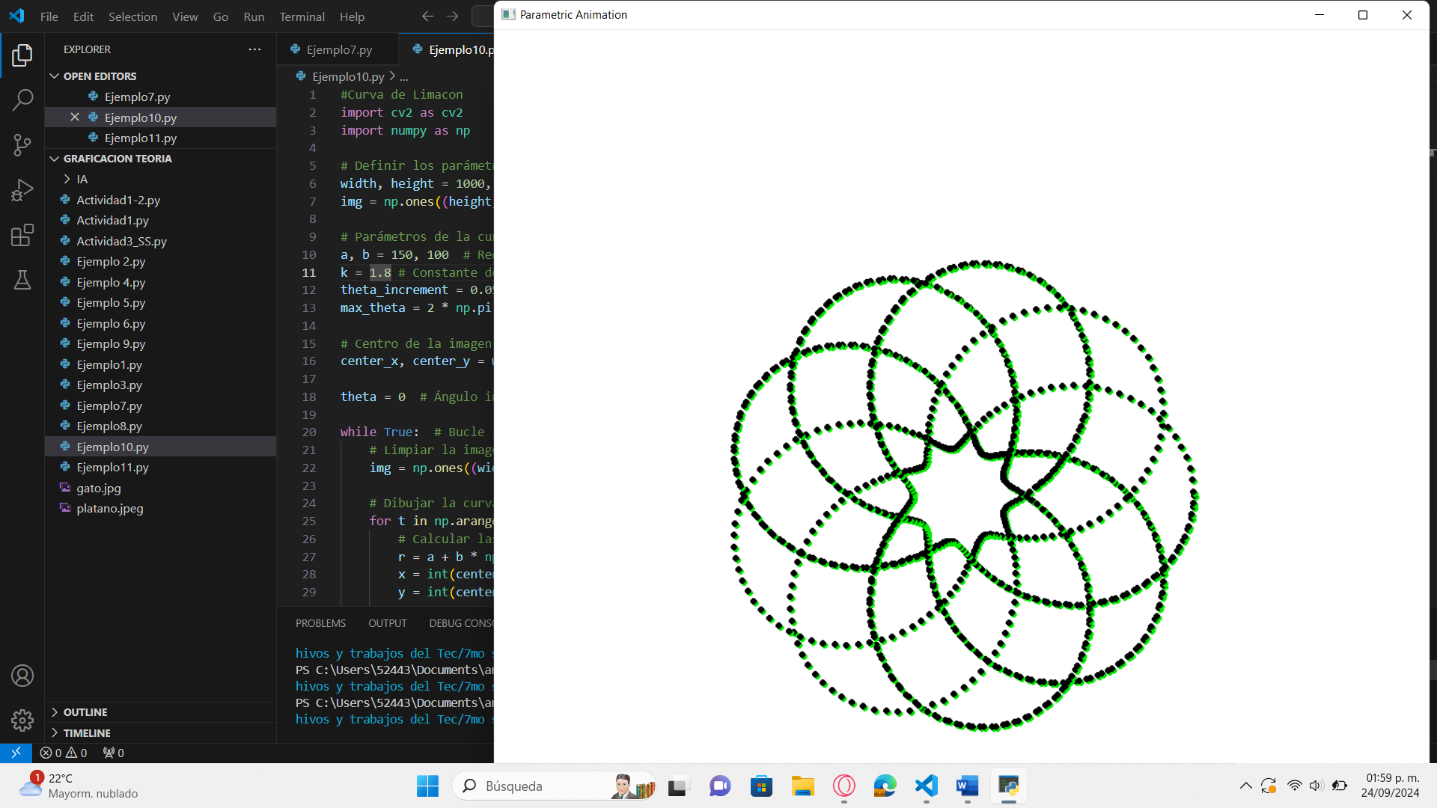 File Edit Selection View Go Run Terminal Help
Parametric Animation
EXPLORER
OPEN EDITORS
Ejemplo7.py
Ejemplo10.py
Ejemplo11.py
GRAFICACION TEORIA
IA
Actividad1-2.py
Actividad1.py
Actividad3_SS.py
Ejemplo 2.py
Ejemplo 4.py
Ejemplo 5.py
Ejemplo 6.py
Ejemplo 9.py
Ejemplo1.py
Ejemplo3.py
Ejemplo7.py
Ejemplo8.py
Ejemplo10.py
Ejemplo11.py
gato.jpg
platano.jpeg
OUTLINE
TIMELINE
Ejemplo7.py Ejemplo10.p
Ejemplo10.py > ...
1 #Curva de Limacon
2 import cv2 as cv2
3 import numpy as np
4
5 # Definir los parámet
6 width, height = 1000,
7 img = np.ones((height
8
9 # Parámetros de la cu
10 a, b = 150, 100 # Re
11 k = 1.8 # Constante d
12 theta_increment = 0.0
13 max_theta = 2 * np.pi
14
15 # Centro de la imagen
16 center_x, center_y =
17
18 theta = 0 # Ángulo i
19
20 while True: # Bucle
21 # Limpiar la image
22 img = np.ones((wi
23
24 # Dibujar la curv
25 for t in np.arang
26 # Calcular la
27 r = a + b * n
28 x = int(cente
29 y = int(cente
PROBLEMS OUTPUT DEBUG CONS
hivos y trabajos del Tec/7mo s
PS C:\Users\52443\Documents\a
hivos y trabajos del Tec/7mo s
PS C:\Users\52443\Documents\a
hivos y trabajos del Tec/7mo s
0 0 0
1
22°C
Mayorm. nublado
Búsqueda
01:59 p. m.
24/09/2024